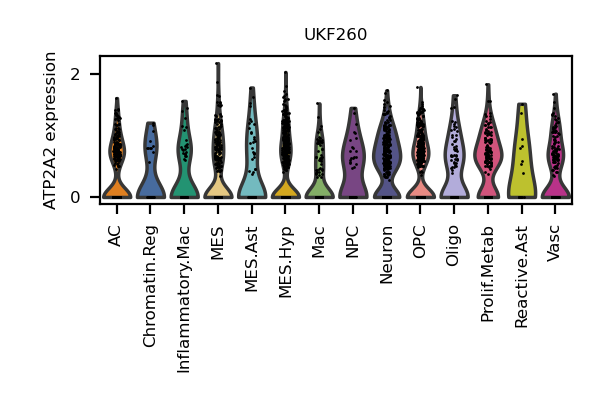 UKF260
ATP2A2 expression
2
0
AC
Chromatin.Reg
Inflammatory.Mac
MES
MES.Ast
MES.Hyp
Mac
NPC
Neuron
OPC
Oligo
Prolif.Metab
Reactive.Ast
Vasc